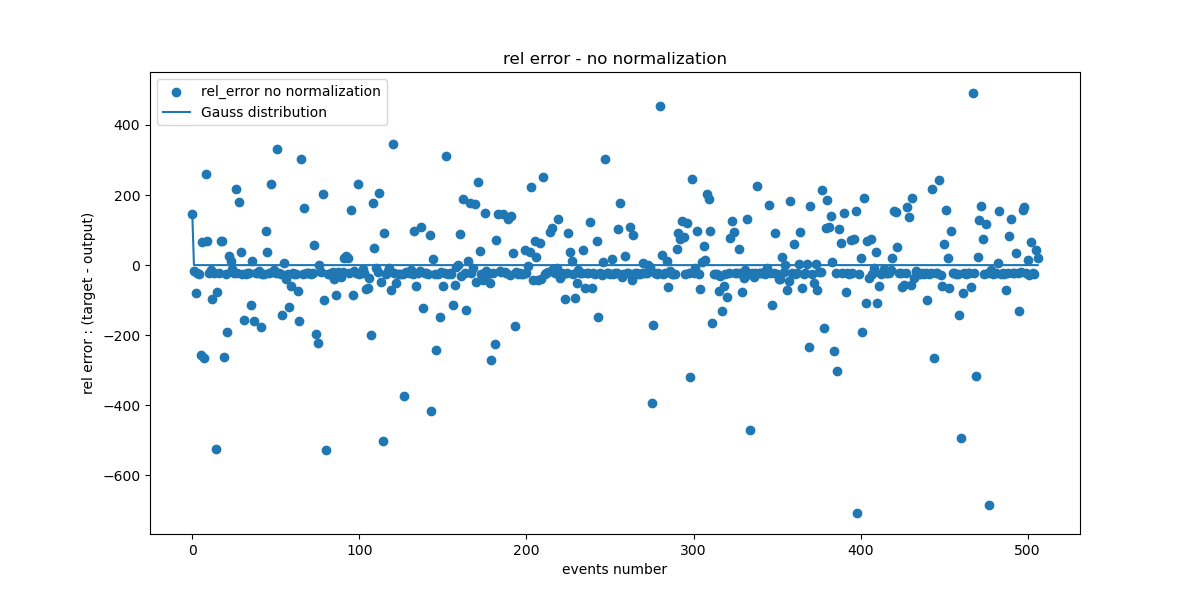 rel error - no normalization
rel_error no normalization
Gauss distribution
rel error : (target - output)
400
200
0
−200
−400
−600
0
100
200
300
400
500
events number